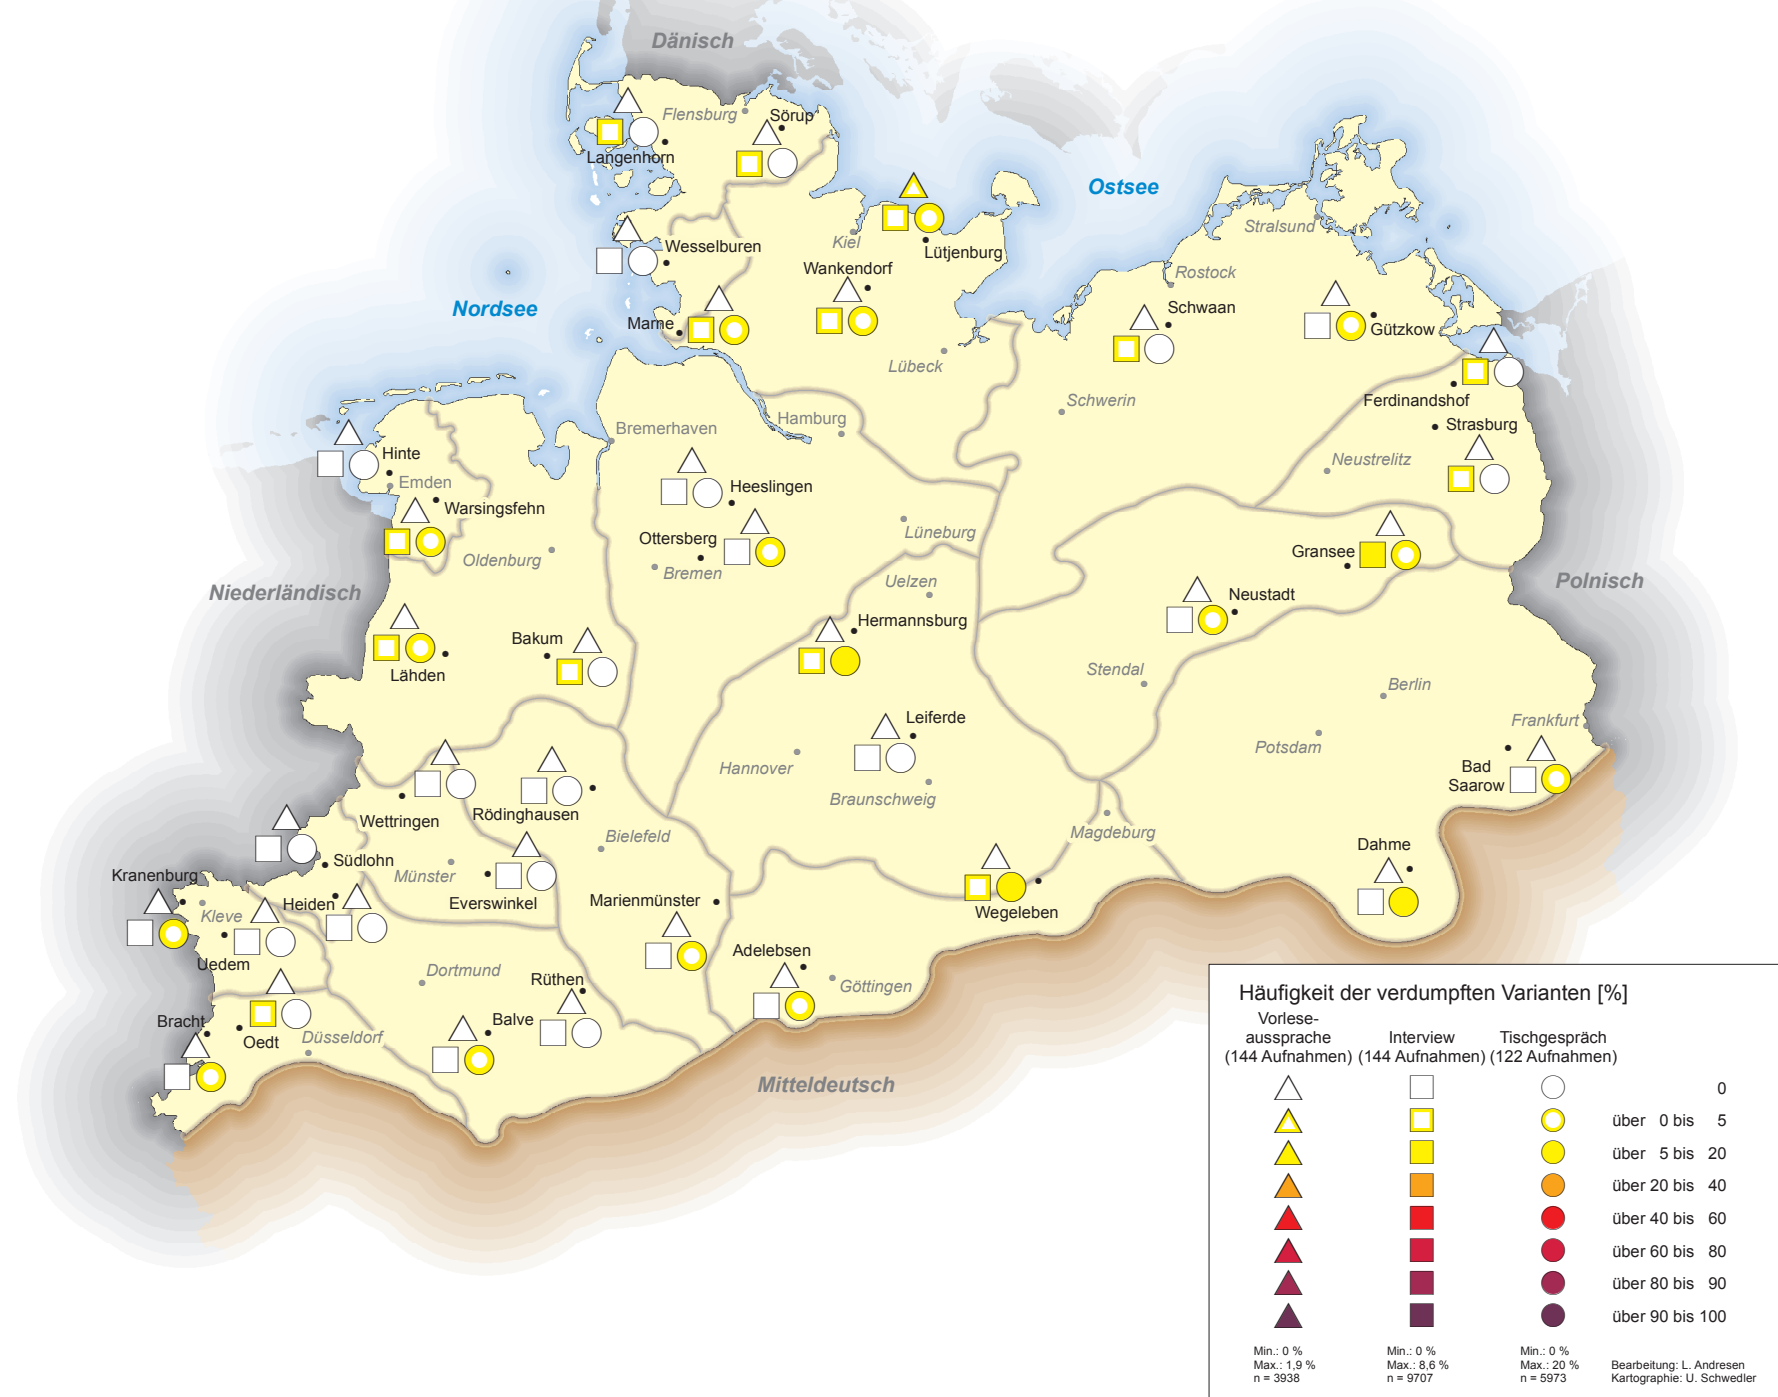 Dänisch
Flensburg
Sörup
Langenhorn
Ostsee
Stralsund
Kiel
Wesselburen
Lütjenburg
Wankendorf
Rostock
Nordsee
Schwaan
Marne
Gützkow
Lübeck
Schwerin
Ferdinandshof
Hamburg
Bremerhaven
Strasburg
Hinte
Neustrelitz
Emden
Heeslingen
Warsingsfehn
Lüneburg
Ottersberg
Gransee
Oldenburg
Bremen
Uelzen
Polnisch
Niederländisch
Neustadt
Hermannsburg
Bakum
Stendal
Lähden
Berlin
Leiferde
Frankfurt
Potsdam
Hannover
Bad
Saarow
Braunschweig
Rödinghausen
Wettringen
Magdeburg
Bielefeld
Dahme
Südlohn
Kranenburg
Münster
Marienmünster
Heiden
Everswinkel
Kleve
Wegeleben
Adelebsen
Uedem
Dortmund
Rüthen
Göttingen
Bracht
Balve
Oedt
Düsseldorf
Mitteldeutsch
Häufigkeit der verdumpften Varianten [%]
Vorlese-
aussprache Interview Tischgespräch
(144 Aufnahmen) (144 Aufnahmen) (122 Aufnahmen)
0
über 0 bis 5
über 5 bis 20
über 20 bis 40
über 40 bis 60
über 60 bis 80
über 80 bis 90
über 90 bis 100
Min.: 0 % Min.: 0 % Min.: 0 %
Max.: 1,9 % Max.: 8,6 % Max.: 20 % Bearbeitung: L. Andresen
n = 3938 n = 9707 n = 5973 Kartographie: U. Schwedler